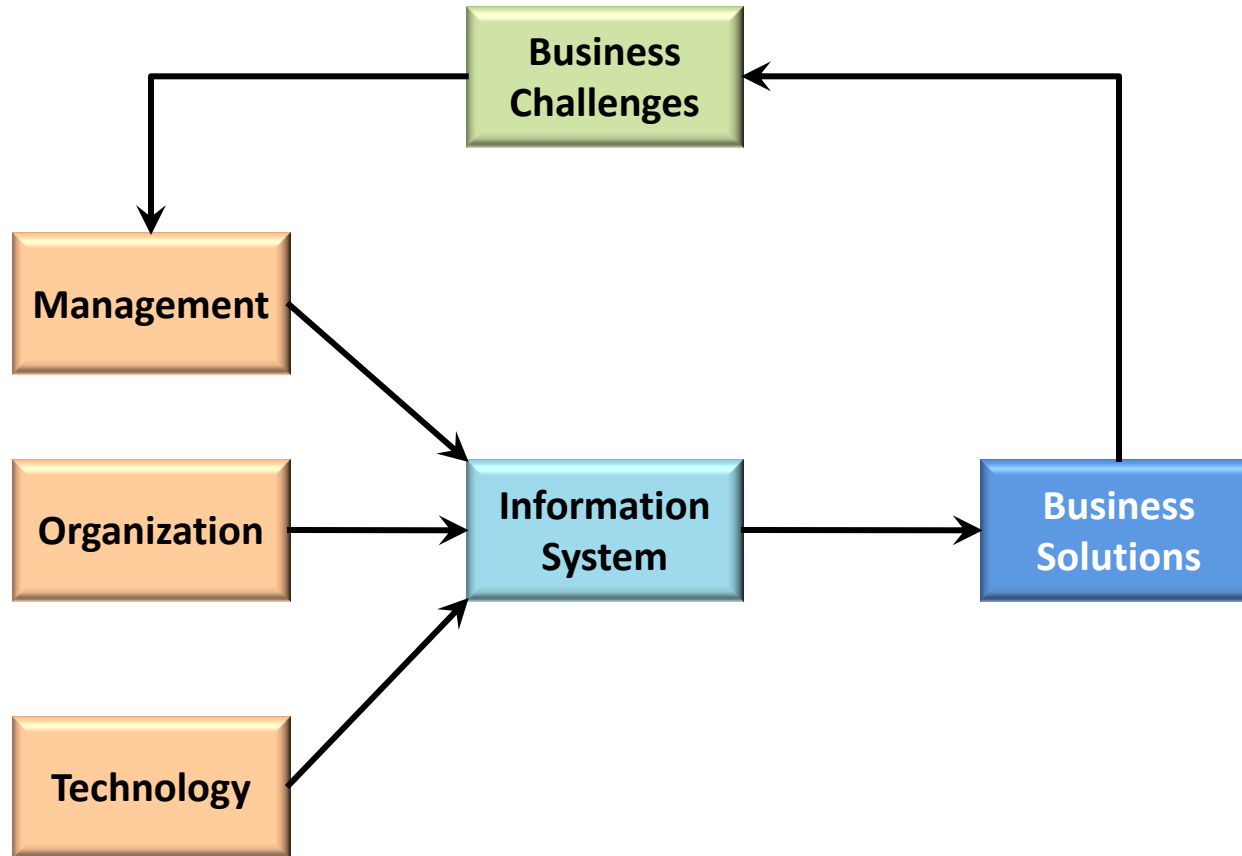 Business
Challenges
Management
Organization
Information
System
Business
Solutions
Technology